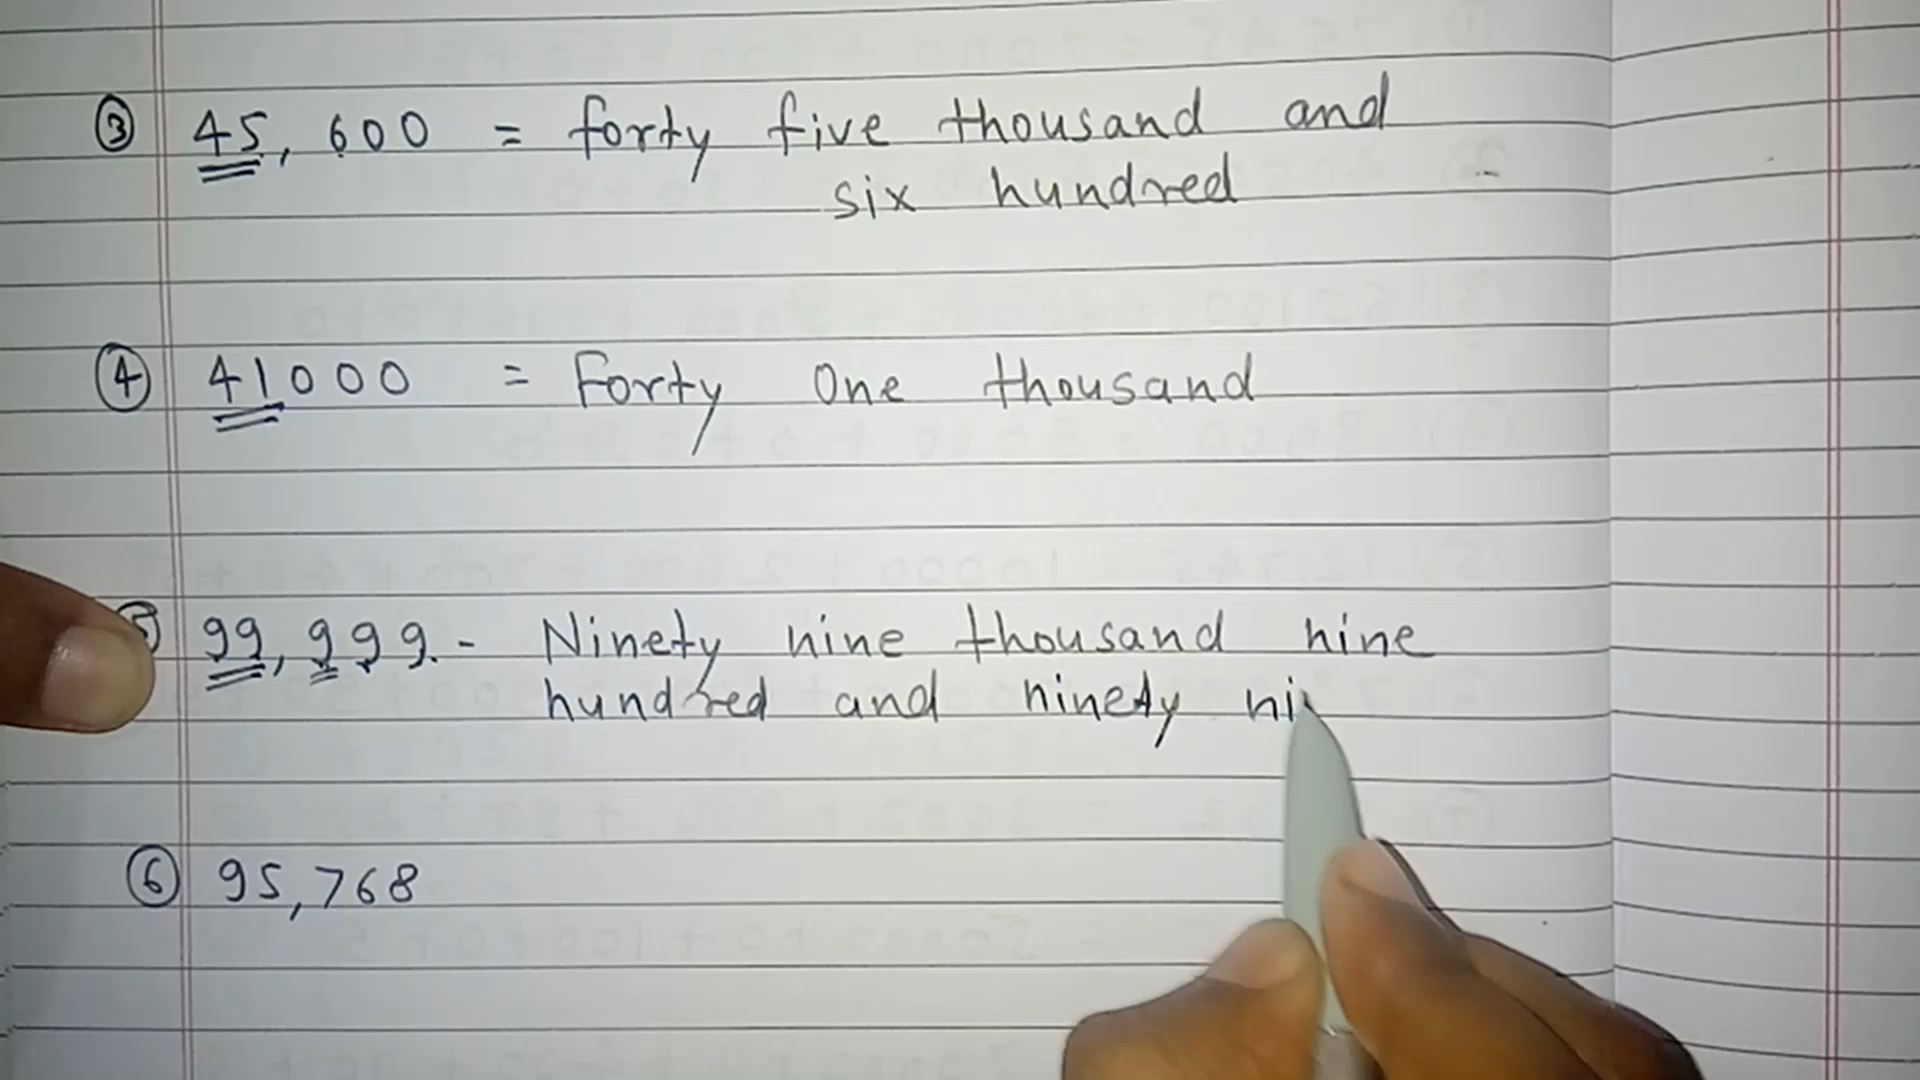 ③ 45,600 = forty five thousand and
six hundred
④ 41000 = Forty One thousand
99,999. - Ninety nine thousand nine
hundred and ninety ni
⑥ 95,768